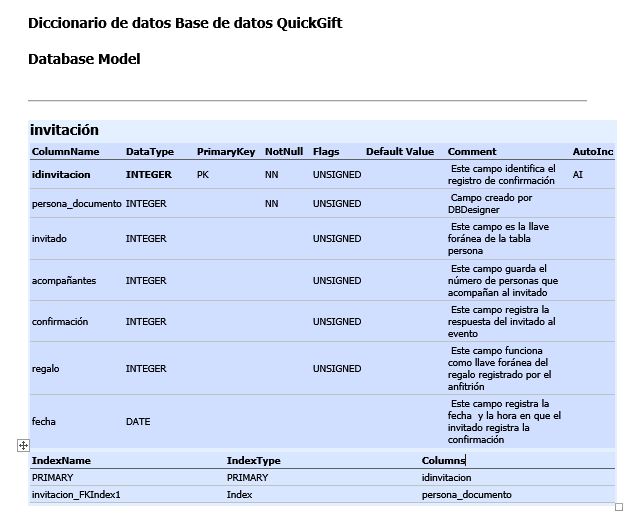 Diccionario de datos Base de datos QuickGift
Database Model
invitación
ColumnName DataType PrimaryKey NotNull Flags Default Value Comment AutoInc
idinvitacion INTEGER PK NN UNSIGNED Este campo identifica el
registro de confirmación AI
persona_documento INTEGER NN UNSIGNED Campo creado por
DBDesigner
invitado INTEGER UNSIGNED Este campo es la llave
foránea de la tabla
persona
acompañantes INTEGER UNSIGNED Este campo guarda el
número de personas que
acompañan al invitado
confirmación INTEGER UNSIGNED Este campo registra la
respuesta del invitado al
evento
regalo INTEGER UNSIGNED Este campo funciona
como llave foránea del
regalo registrado por el
anfitrión
fecha DATE Este campo registra la
fecha y la hora en que el
invitado registra la
confirmación
IndexName IndexType Columns
PRIMARY PRIMARY idinvitacion
invitacion_FKIndex1 Index persona_documento